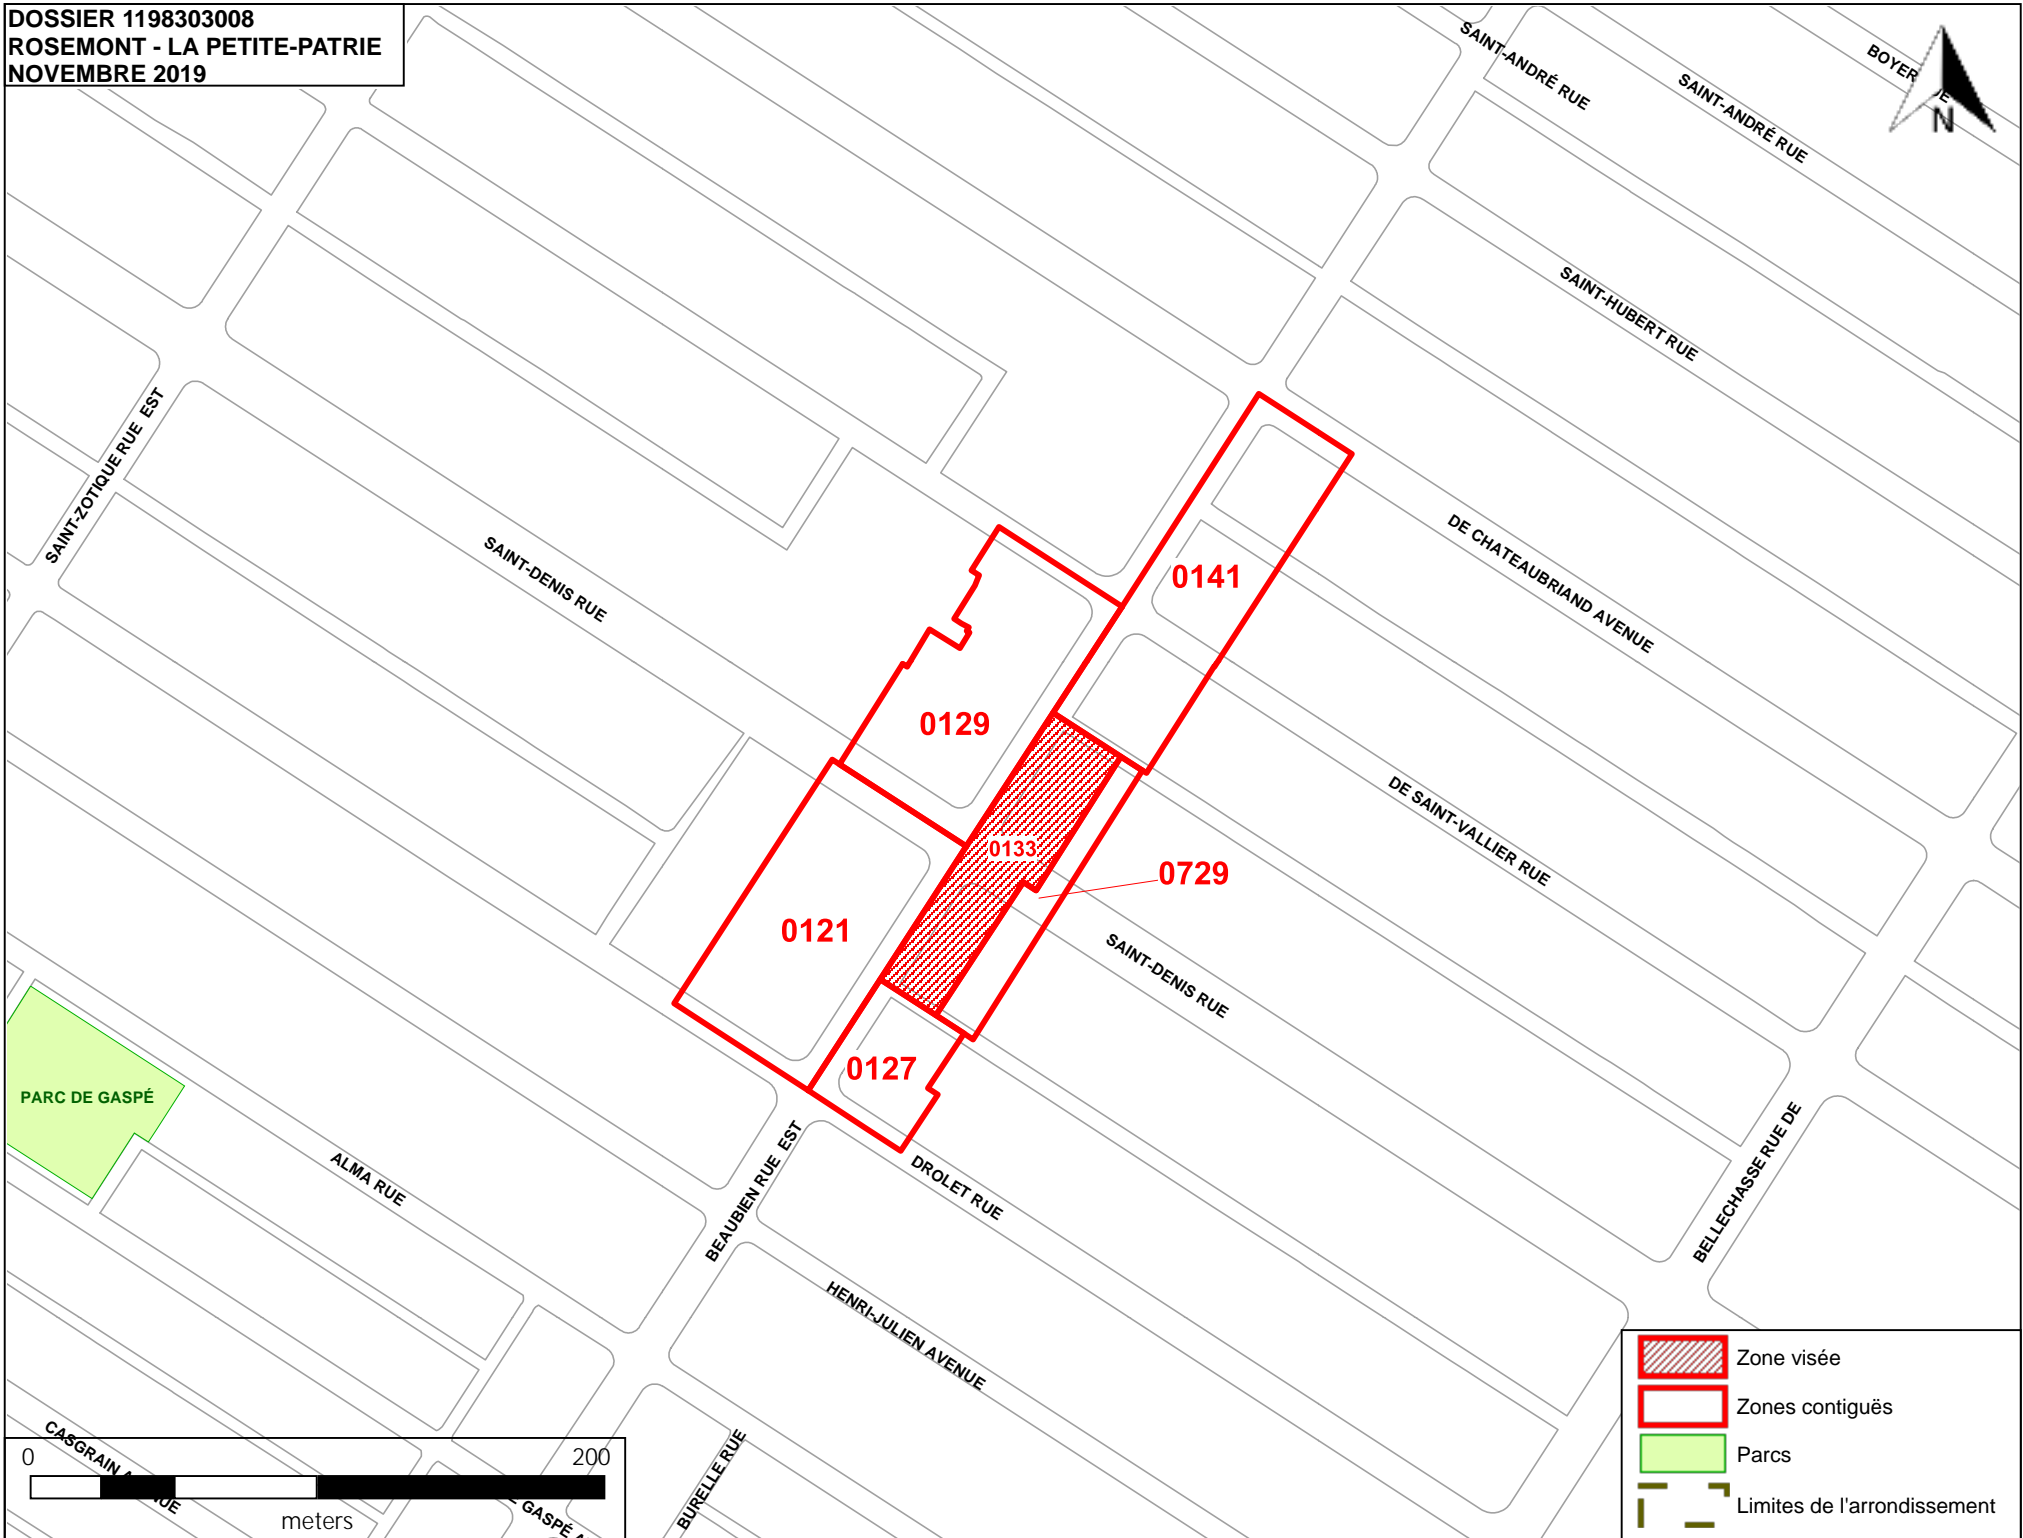 DOSSIER 1198303008
ROSEMONT - LA PETITE-PATRIE
NOVEMBRE 2019
SAINT-ANDRÉ RUE
SAINT-ANDRÉ RUE
BOYER
N
SAINT-HUBERT RUE
SAINT-ZOTIQUE RUE EST
SAINT-DENIS RUE
DE CHATEAUBRIAND AVENUE
0141
0129
DE SAINT-VALLIER RUE
0133
0729
0121
SAINT-DENIS RUE
0127
PARC DE GASPÉ
ALMA RUE
BEAUBIEN RUE EST
DROLET RUE
BELLECHASSE RUE DE
HENRI-JULIEN AVENUE
CASGRAIN
BURELLE RUE
GASPÉ
0 200
meters
Zone visée
Zones contiguës
Parcs
Limites de l'arrondissement